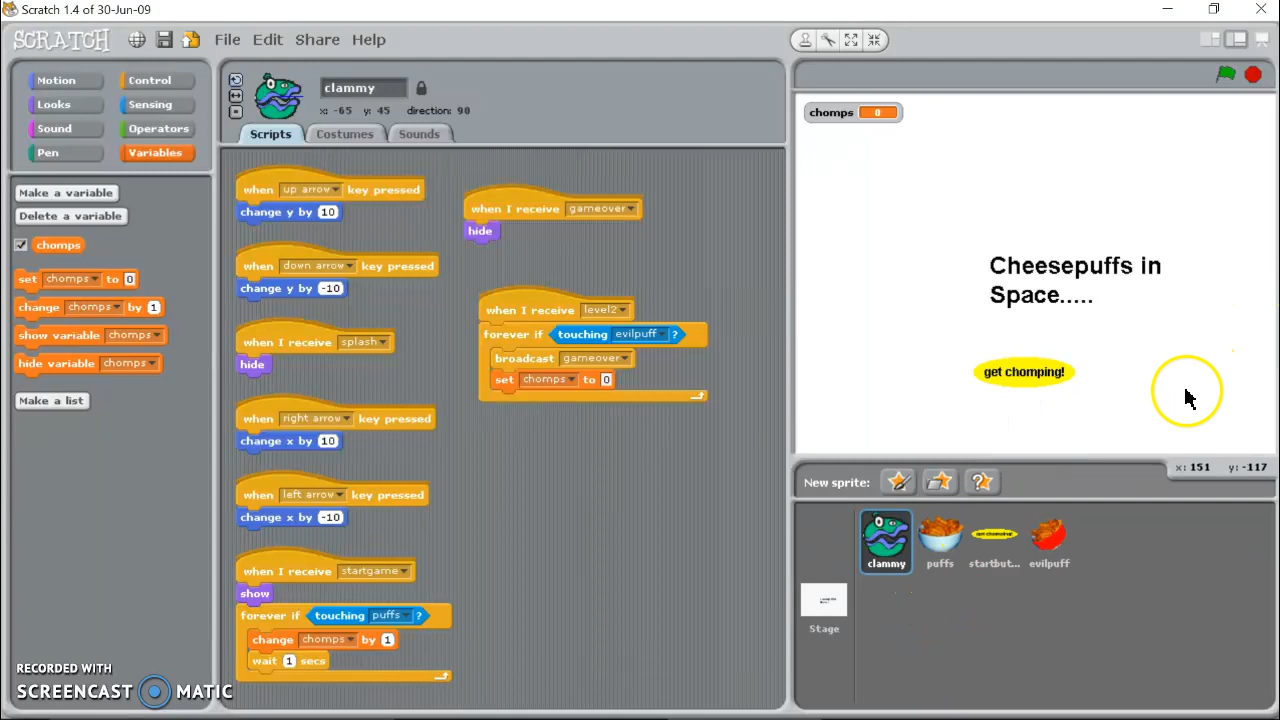 Scratch 1.4 of 30-Jun-09
SCRATCH File Edit Share Help
Motion Control
Looks Sensing
Sound Operators
Pen Variables
Make a variable
Delete a variable
chomps
set chomps to 0
change chomps by 1
show variable chomps
hide variable chomps
Make a list
clammy
x: -65 y: 45 direction: 90
Scripts Costumes Sounds
when up arrow key pressed
change y by 10
when down arrow key pressed
change y by -10
when I receive splash
hide
when right arrow key pressed
change x by 10
when left arrow key pressed
change x by -10
when I receive startgame
show
forever if touching puffs ?
change chomps by 1
wait 1 secs
when I receive gameover
hide
when I receive level2
forever if touching evilpuff ?
broadcast gameover
set chomps to 0
chomps 0
Cheesepuffs in
Space.....
get chomping!
x: 151 y: -117
New sprite:
clammy puffs startbut... evilpuff
Stage
RECORDED WITH
SCREENCAST MATIC